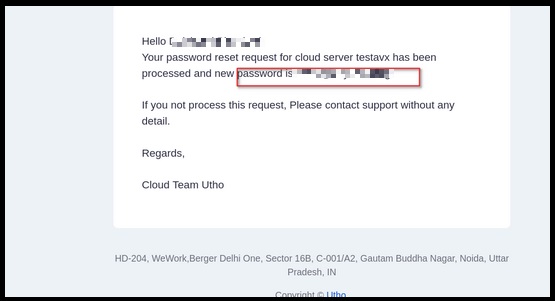 Hello
Your password reset request for cloud server testavx has been
processed and new password is
If you not process this request, Please contact support without any
detail.
Regards,
Cloud Team Utho
HD-204, WeWork,Berger Delhi One, Sector 16B, C-001/A2, Gautam Buddha Nagar, Noida, Uttar
Pradesh, IN
Copyright © Utho